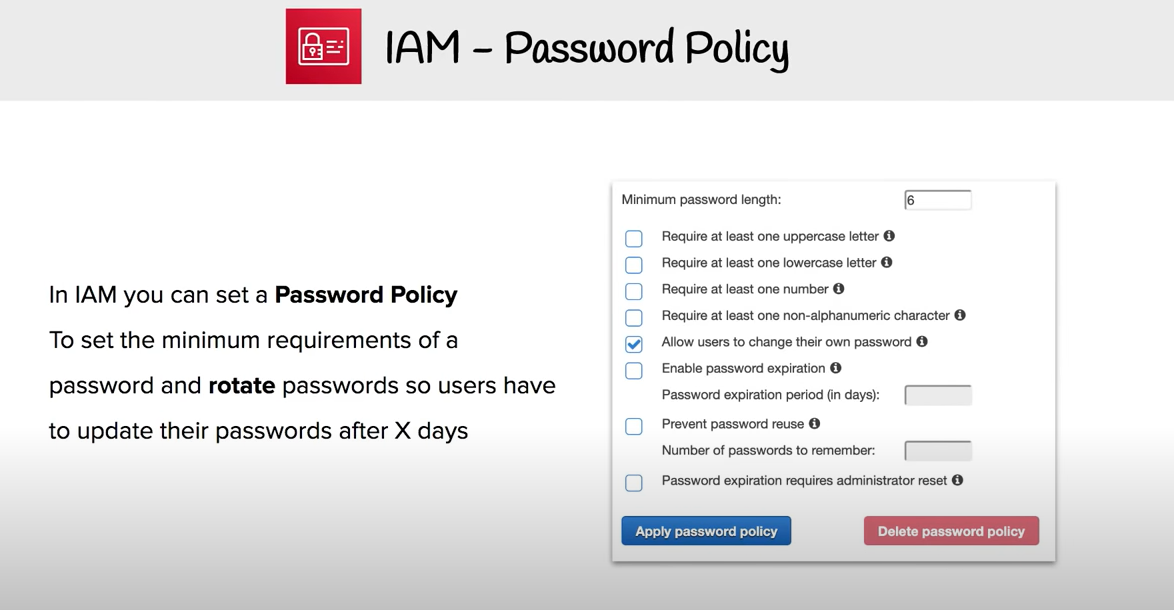 IAM – Password Policy
In IAM you can set a Password Policy
To set the minimum requirements of a
password and rotate passwords so users have
to update their passwords after X days
Minimum password length: 6
Require at least one uppercase letter
Require at least one lowercase letter
Require at least one number
Require at least one non-alphanumeric character
Allow users to change their own password
Enable password expiration
Password expiration period (in days):
Prevent password reuse
Number of passwords to remember:
Password expiration requires administrator reset
Apply password policy Delete password policy